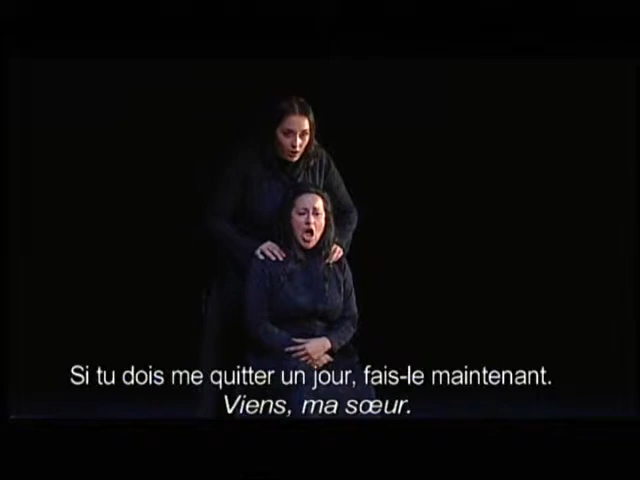 Si tu dois me quitter un jour, fais-le maintenant.
Viens, ma sœur.